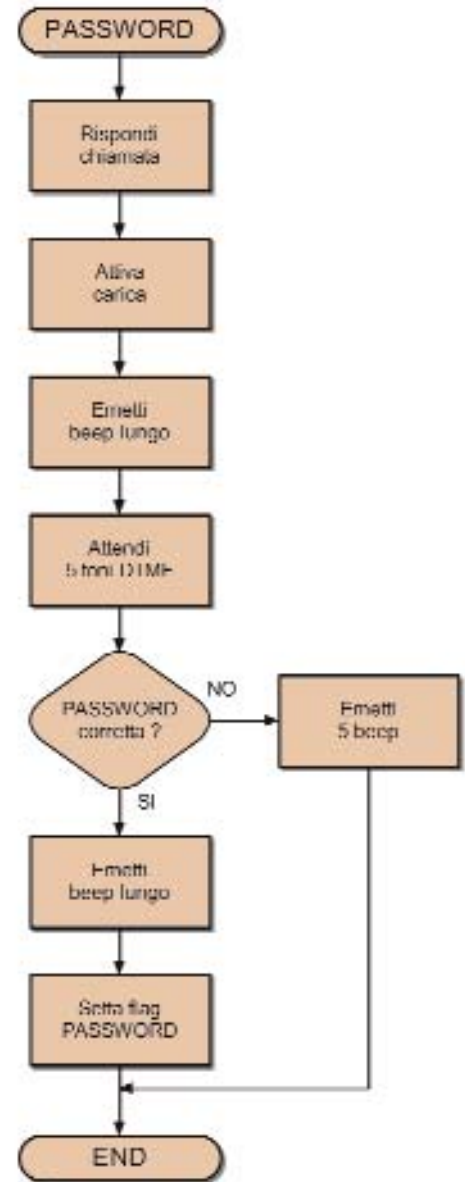 PASSWORD
Rispondi
chiamata
Attiva
carica
Emetti
beep lungo
Attendi
5 toni DTMF
PASSWORD
corretta ?
NO
Emetti
5 beep
SI
Emetti
beep lungo
Setta flag
PASSWORD
END